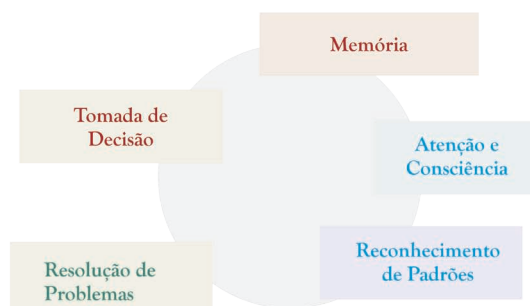 Memória
Tomada de
Decisão
Atenção e
Consciência
Reconhecimento
de Padrões
Resolução de
Problemas